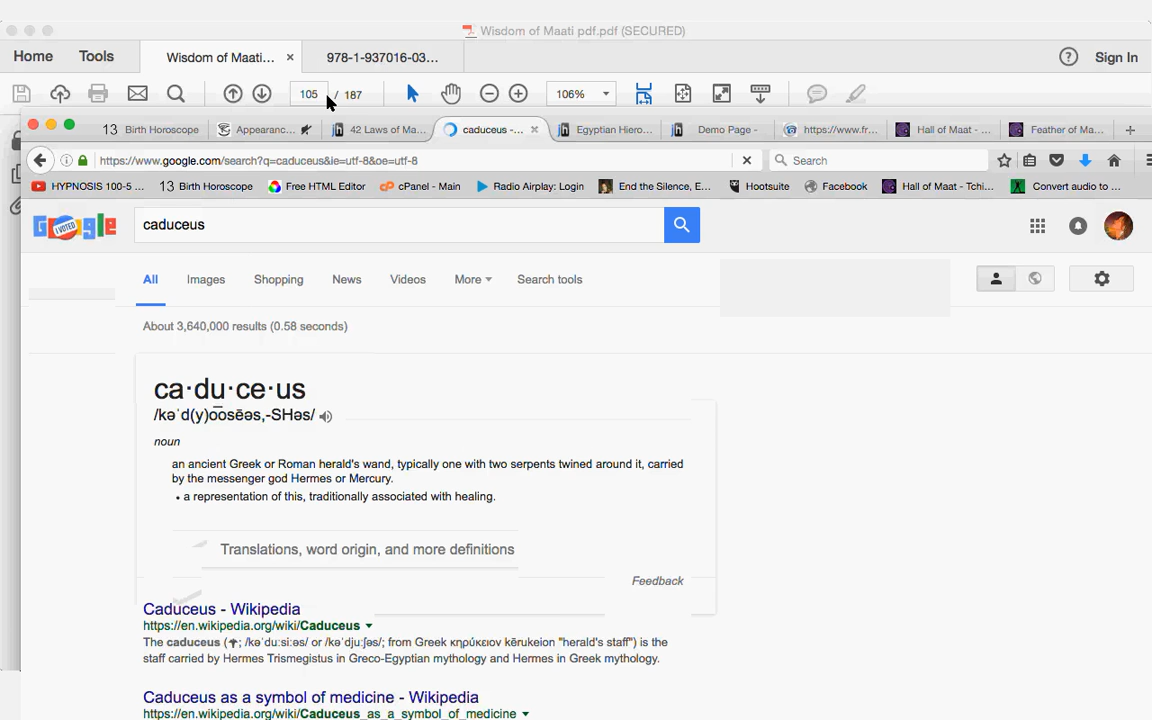 Wisdom of Maati pdf.pdf (SECURED)
Home Tools Wisdom of Maati... × 978-1-937016-03... ? Sign In
105 / 187 106%
13 Birth Horoscope Appearanc... 42 Laws of Ma... caduceus -... × Egyptian Hiero... Demo Page - https://www.fr... Hall of Maat - ... Feather of Ma... +
https://www.google.com/search?q=caduceus&ie=utf-8&oe=utf-8 Search
HYPNOSIS 100-5 ... 13 Birth Horoscope Free HTML Editor cPanel - Main Radio Airplay: Login End the Silence, E... Hootsuite Facebook Hall of Maat - Tchi... Convert audio to ...
Google I VOTED caduceus
All Images Shopping News Videos More Search tools
About 3,640,000 results (0.58 seconds)
ca·du·ce·us
/kəˈd(y)o͞osēəs,-SHəs/
noun
an ancient Greek or Roman herald's wand, typically one with two serpents twined around it, carried
by the messenger god Hermes or Mercury.
• a representation of this, traditionally associated with healing.
Translations, word origin, and more definitions
Feedback
Caduceus - Wikipedia
https://en.wikipedia.org/wiki/Caduceus
The caduceus (☤; /kəˈduːsiːəs/ or /kəˈdjuːʃəs/; from Greek κηρύκειον kērukeion "herald's staff") is the
staff carried by Hermes Trismegistus in Greco-Egyptian mythology and Hermes in Greek mythology.
Caduceus as a symbol of medicine - Wikipedia
https://en.wikipedia.org/wiki/Caduceus_as_a_symbol_of_medicine